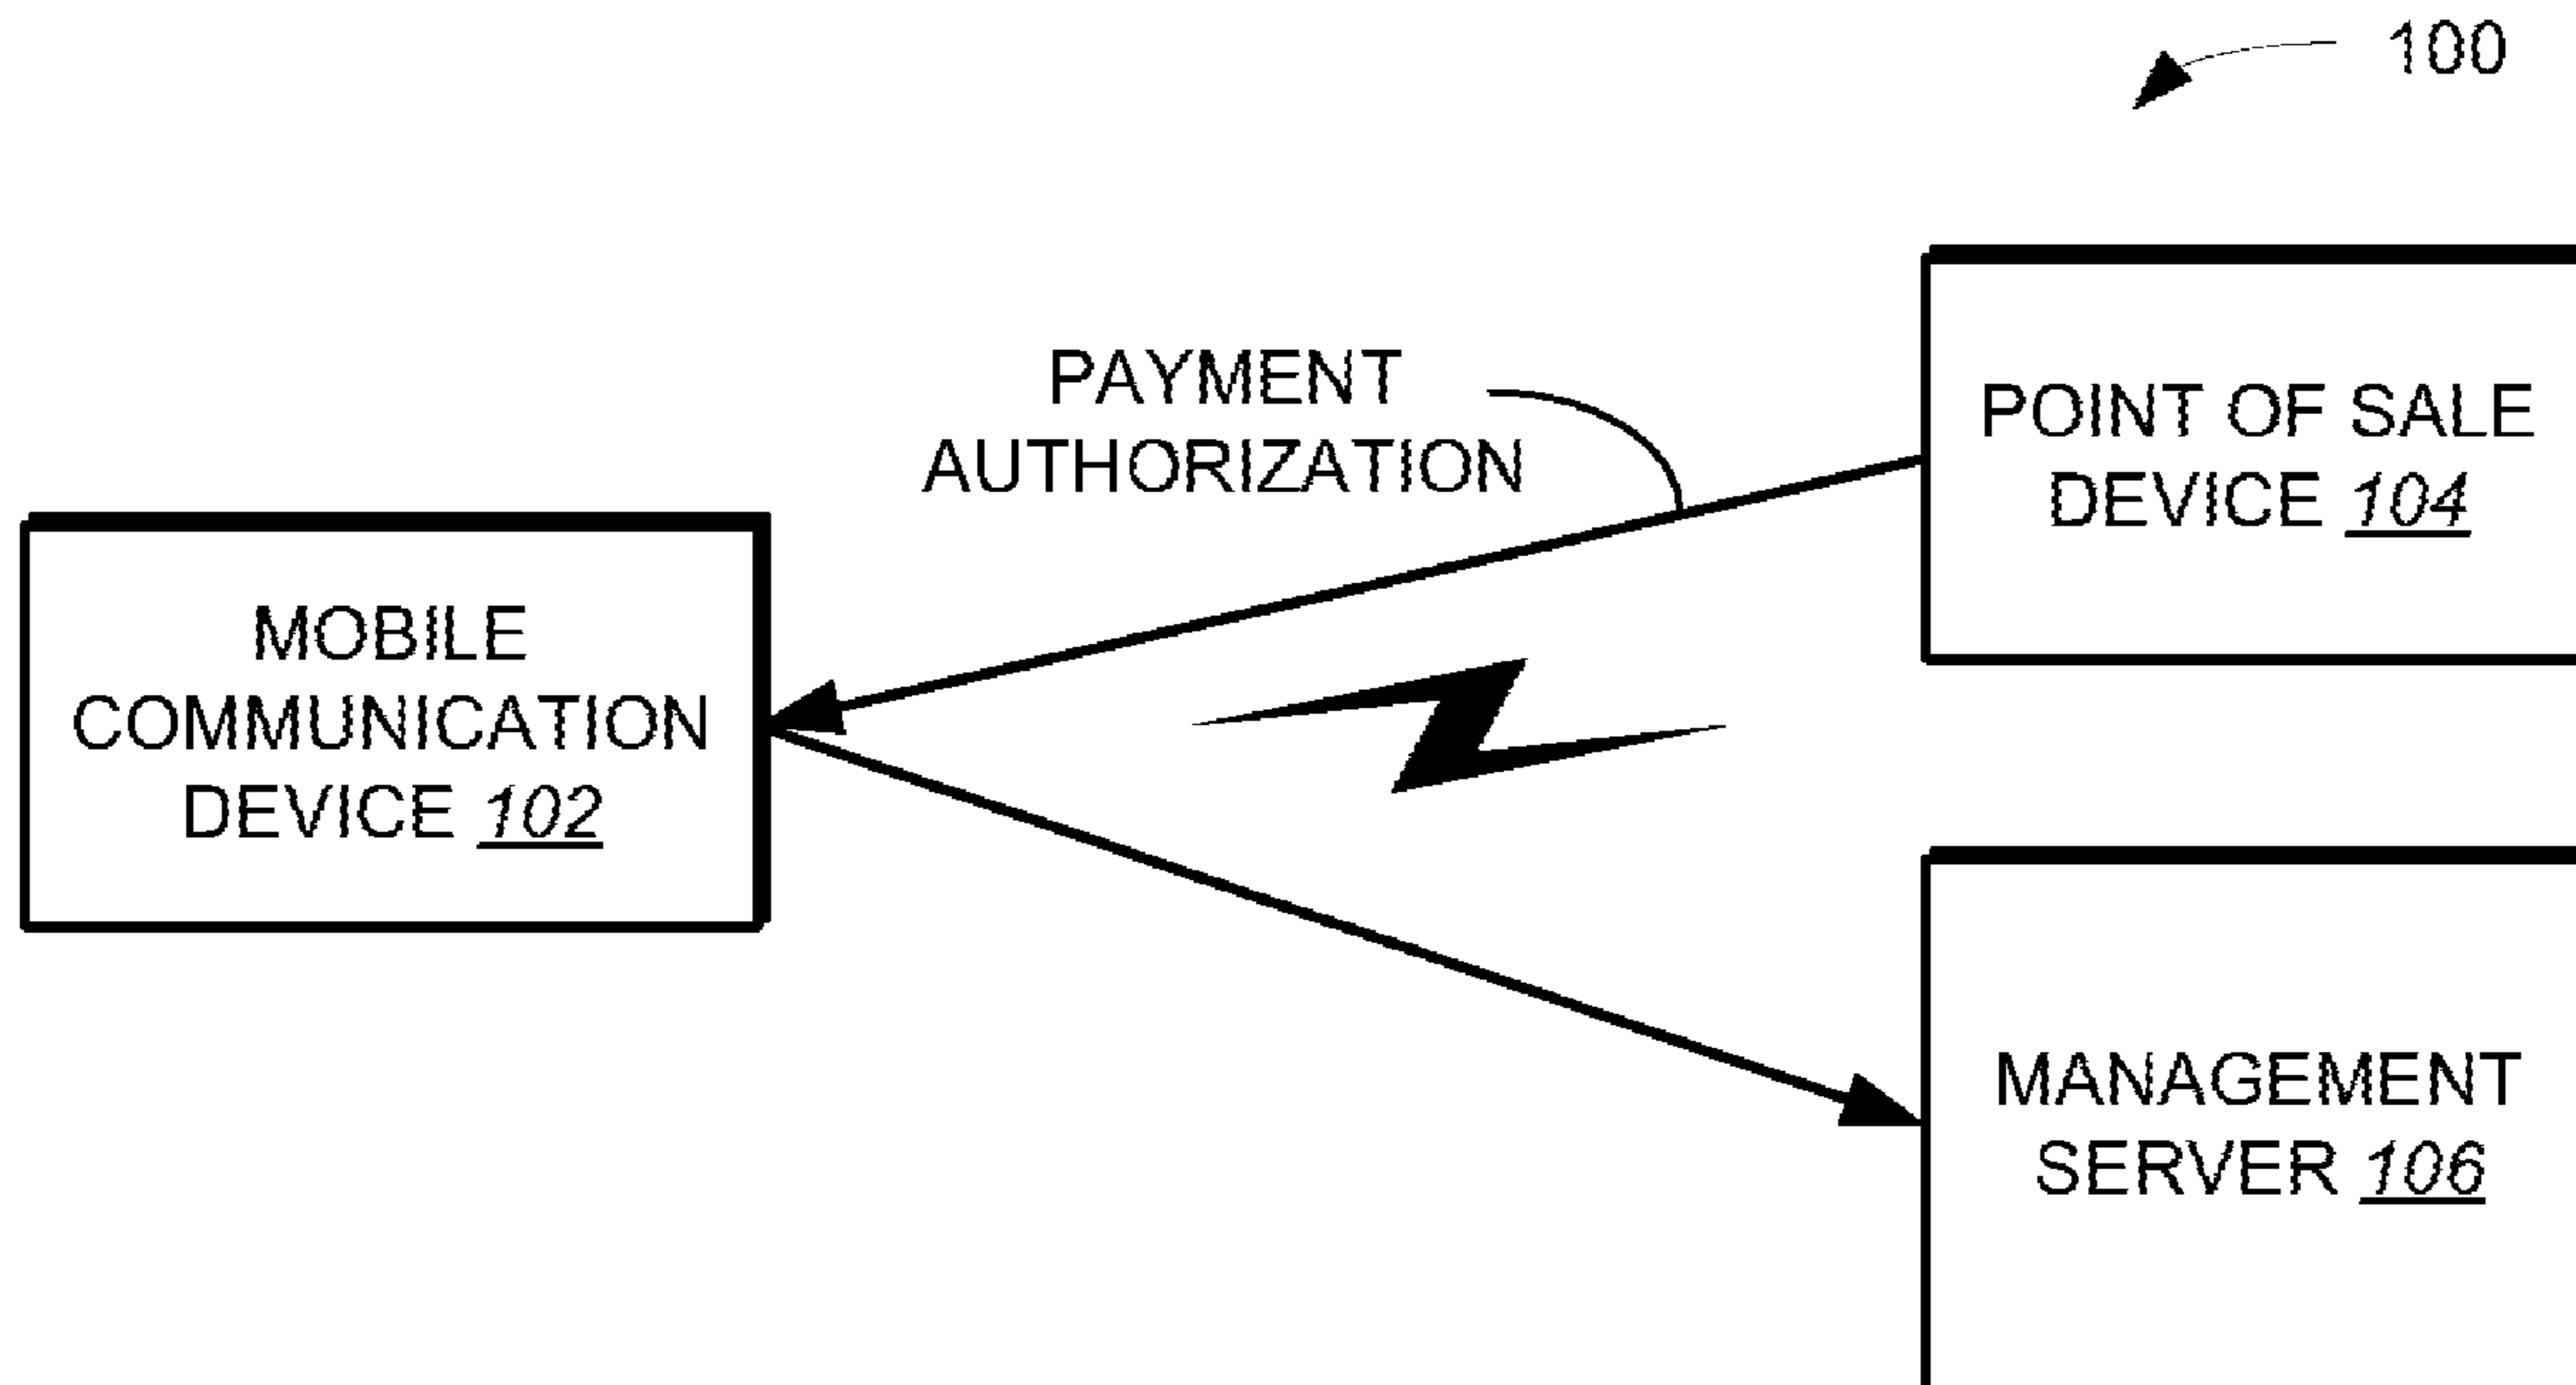 100
PAYMENT
AUTHORIZATION
POINT OF SALE
DEVICE 104
MOBILE
COMMUNICATION
DEVICE 102
MANAGEMENT
SERVER 106